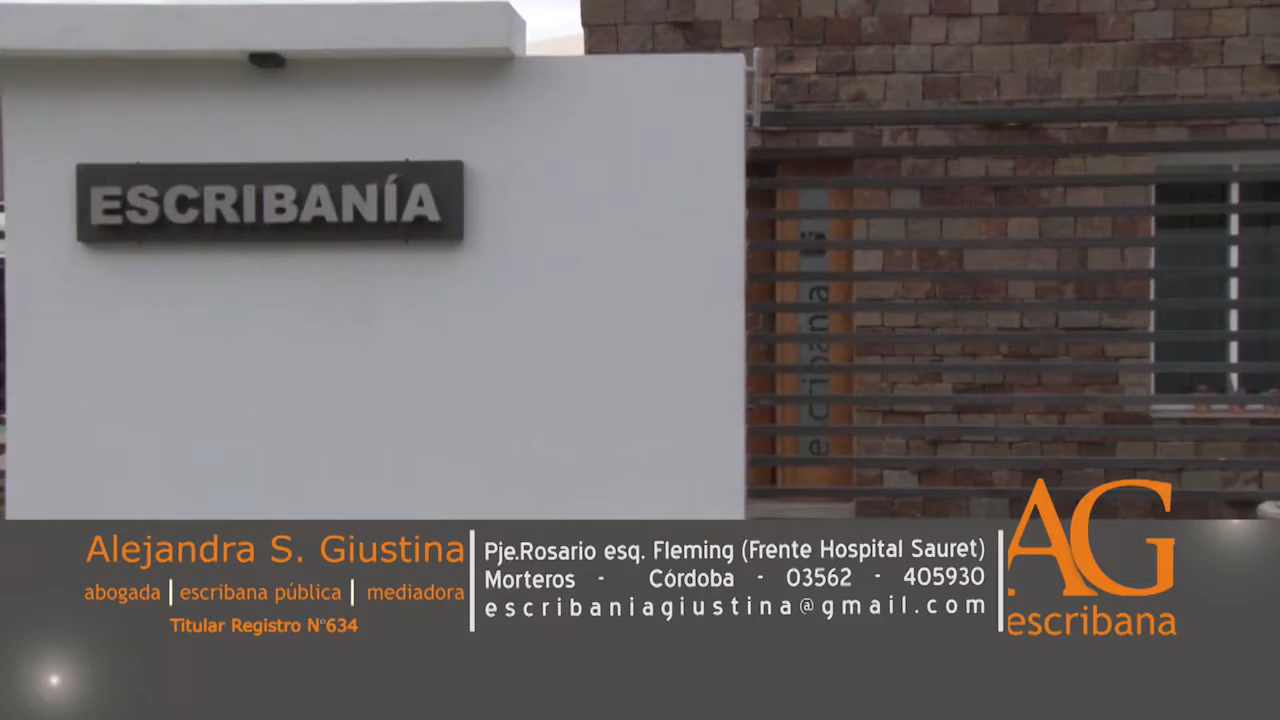 ESCRIBANÍA
escribana
Alejandra S. Giustina
abogada | escribana pública | mediadora
Titular Registro N°634
Pje.Rosario esq. Fleming (Frente Hospital Sauret)
Morteros - Córdoba - 03562 - 405930
escribaniagiustina@gmail.com
AG
escribana